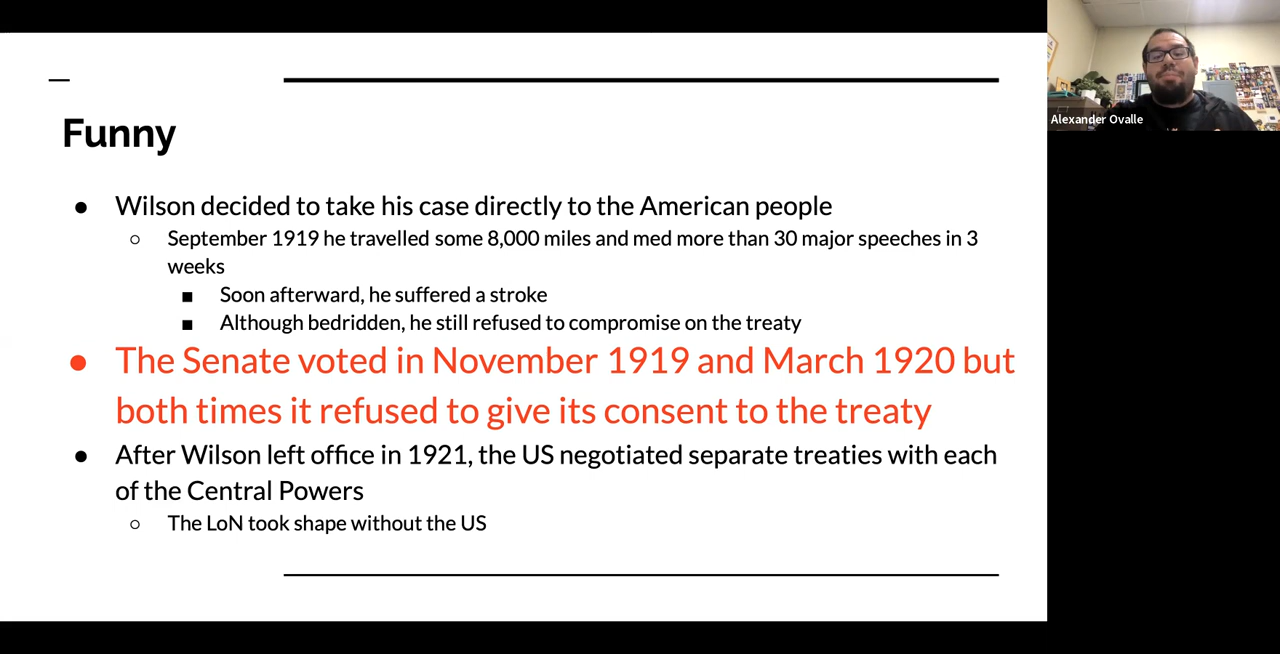 Funny
● Wilson decided to take his case directly to the American people
○ September 1919 he travelled some 8,000 miles and med more than 30 major speeches in 3
weeks
■ Soon afterward, he suffered a stroke
■ Although bedridden, he still refused to compromise on the treaty
● The Senate voted in November 1919 and March 1920 but
both times it refused to give its consent to the treaty
● After Wilson left office in 1921, the US negotiated separate treaties with each
of the Central Powers
○ The LoN took shape without the US
Alexander Ovalle